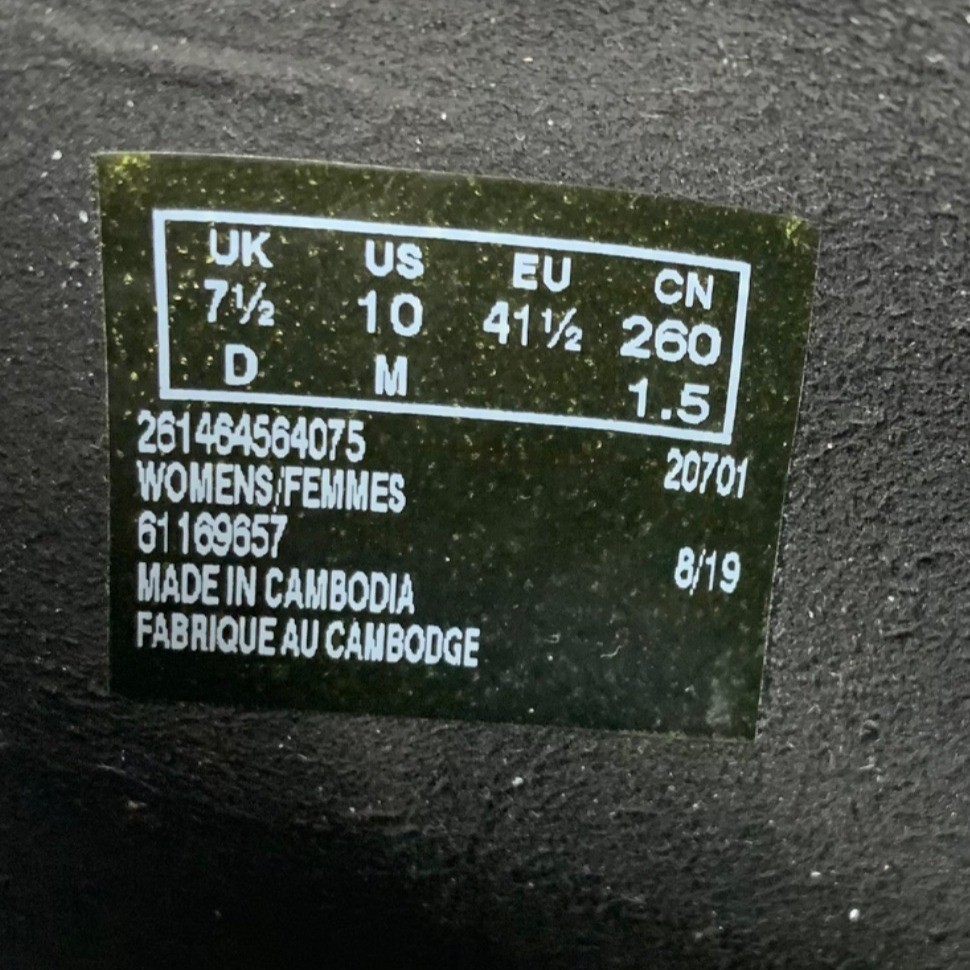 UK US EU CN
7½ 10 41½ 260
D M 1.5
261464564075 20701
WOMENS/FEMMES
61169657 8/19
MADE IN CAMBODIA
FABRIQUE AU CAMBODGE